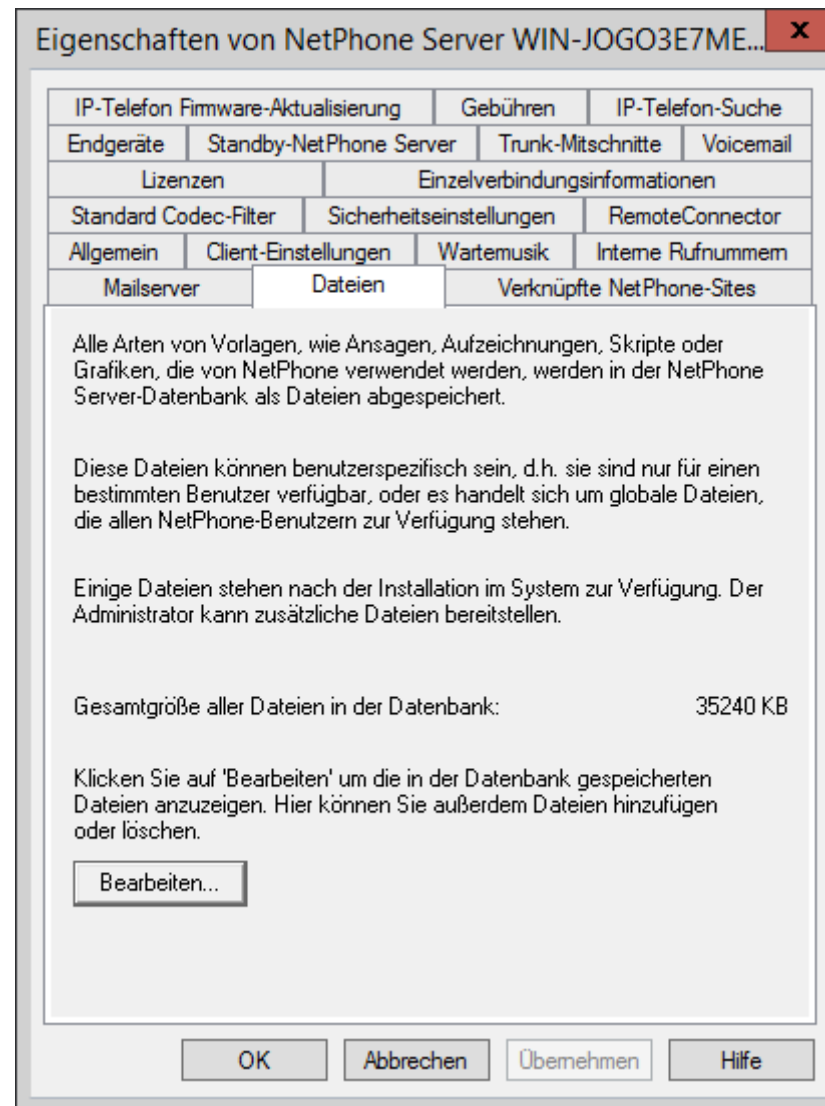 Eigenschaften von NetPhone Server WIN-JOGO3E7ME...
IP-Telefon Firmware-Aktualisierung Gebühren IP-Telefon-Suche
Endgeräte Standby-NetPhone Server Trunk-Mitschnitte Voicemail
Lizenzen Einzelverbindungsinformationen
Standard Codec-Filter Sicherheitseinstellungen RemoteConnector
Allgemein Client-Einstellungen Wartemusik Interne Rufnummern
Mailserver Dateien Verknüpfte NetPhone-Sites
Alle Arten von Vorlagen, wie Ansagen, Aufzeichnungen, Skripte oder
Grafiken, die von NetPhone verwendet werden, werden in der NetPhone
Server-Datenbank als Dateien abgespeichert.
Diese Dateien können benutzerspezifisch sein, d.h. sie sind nur für einen
bestimmten Benutzer verfügbar, oder es handelt sich um globale Dateien,
die allen NetPhone-Benutzern zur Verfügung stehen.
Einige Dateien stehen nach der Installation im System zur Verfügung. Der
Administrator kann zusätzliche Dateien bereitstellen.
Gesamtgröße aller Dateien in der Datenbank: 35240 KB
Klicken Sie auf 'Bearbeiten' um die in der Datenbank gespeicherten
Dateien anzuzeigen. Hier können Sie außerdem Dateien hinzufügen
oder löschen.
Bearbeiten...
OK Abbrechen Übernehmen Hilfe